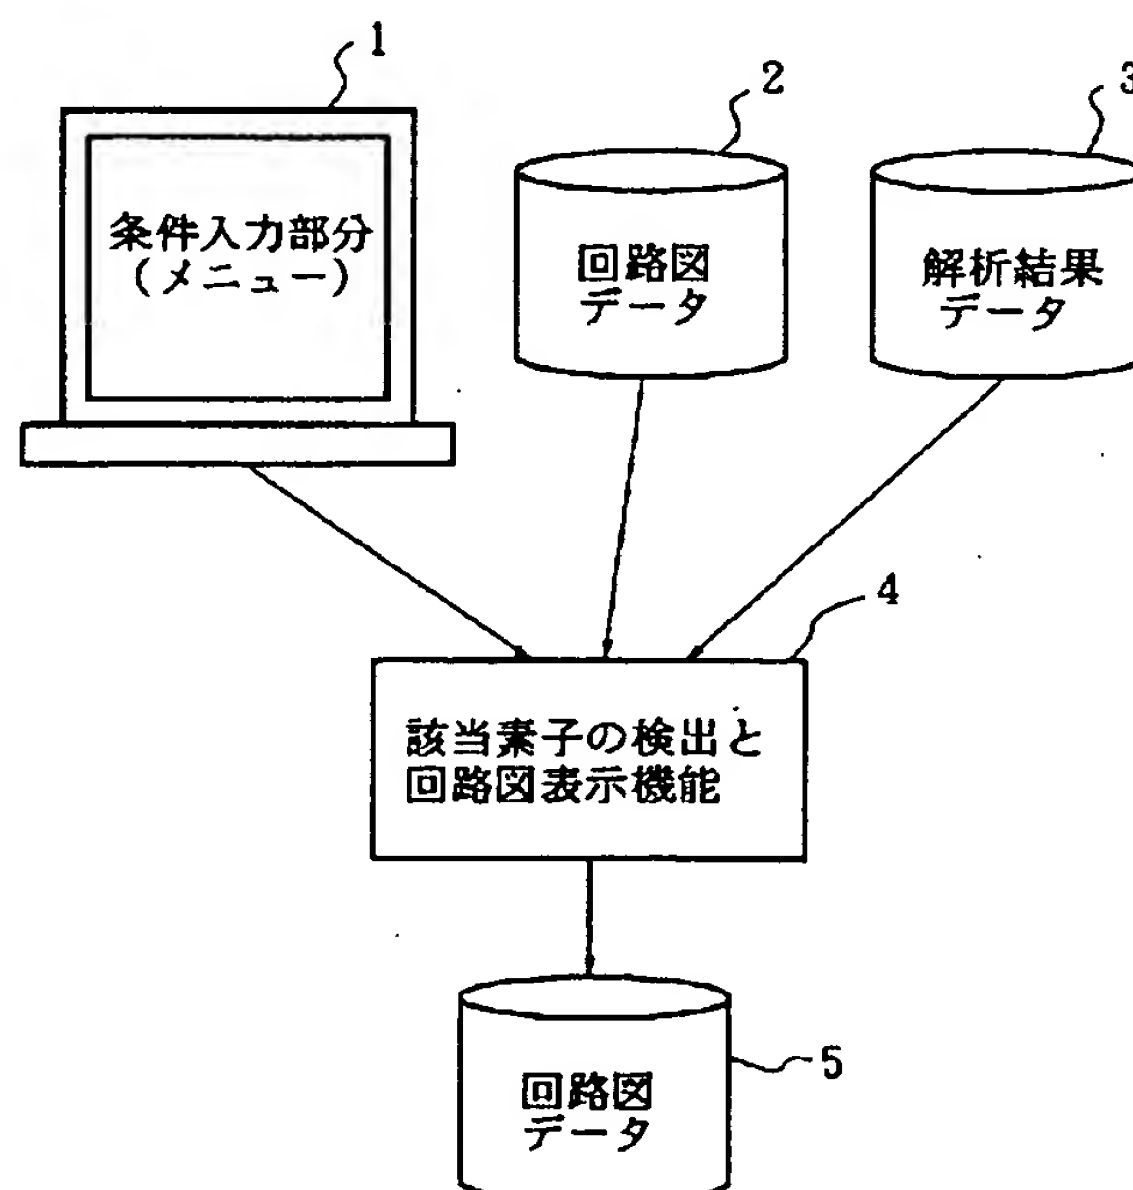 1
条件入力部分
(メニュー)
2
回路図
データ
3
解析結果
データ
4
該当素子の検出と
回路図表示機能
5
回路図
データ